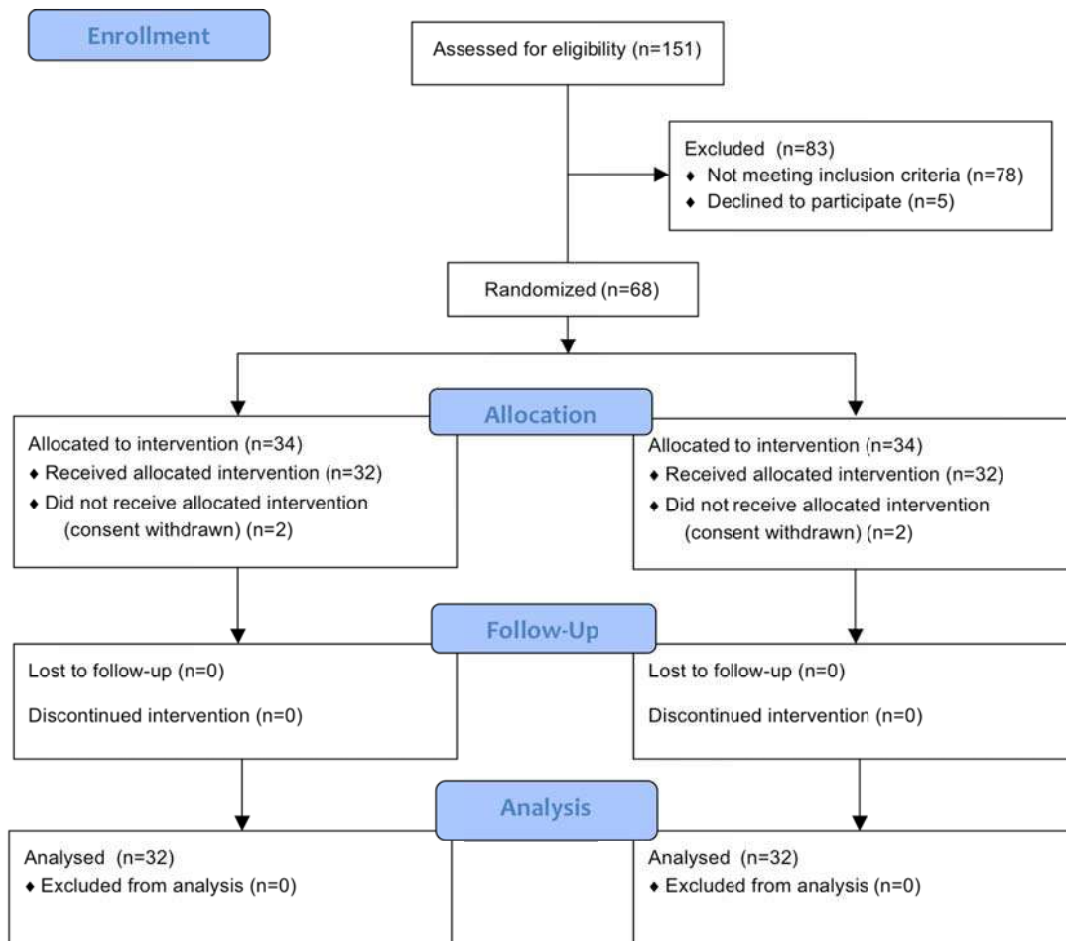 Enrollment
Assessed for eligibility (n=151)
Excluded (n=83)
♦ Not meeting inclusion criteria (n=78)
♦ Declined to participate (n=5)
Randomized (n=68)
Allocation
Allocated to intervention (n=34)
♦ Received allocated intervention (n=32)
♦ Did not receive allocated intervention
(consent withdrawn) (n=2)
Allocated to intervention (n=34)
♦ Received allocated intervention (n=32)
♦ Did not receive allocated intervention
(consent withdrawn) (n=2)
Follow-Up
Lost to follow-up (n=0)
Discontinued intervention (n=0)
Lost to follow-up (n=0)
Discontinued intervention (n=0)
Analysis
Analysed (n=32)
♦ Excluded from analysis (n=0)
Analysed (n=32)
♦ Excluded from analysis (n=0)